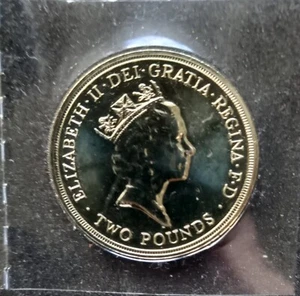 ELIZABETH · II · DEI · GRATIA · REGINA · F · D ·
TWO POUNDS ·